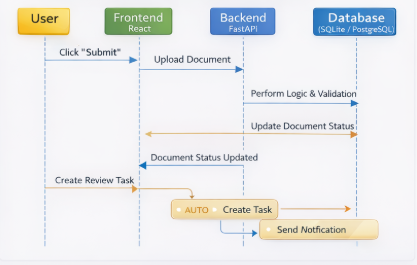 User
Frontend
React
Backend
FastAPI
Database
(SQLite / PostgreSQL)
Click "Submit"
Upload Document
Perform Logic & Validation
Update Document Status
Document Status Updated
Create Review Task
AUTO • Create Task
Send Notfication